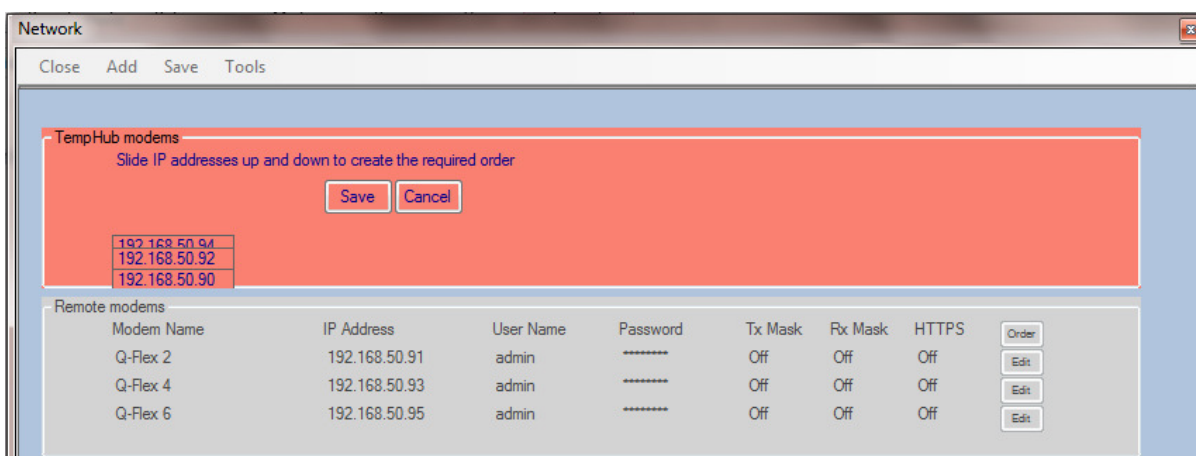 Network
Close Add Save Tools
TempHub modems
Slide IP addresses up and down to create the required order
Save Cancel
192.168.50.94
192.168.50.92
192.168.50.90
Remote modems
Modem Name IP Address User Name Password Tx Mask Rx Mask HTTPS Order
Q-Flex 2 192.168.50.91 admin ******** Off Off Off Edit
Q-Flex 4 192.168.50.93 admin ******** Off Off Off Edit
Q-Flex 6 192.168.50.95 admin ******** Off Off Off Edit